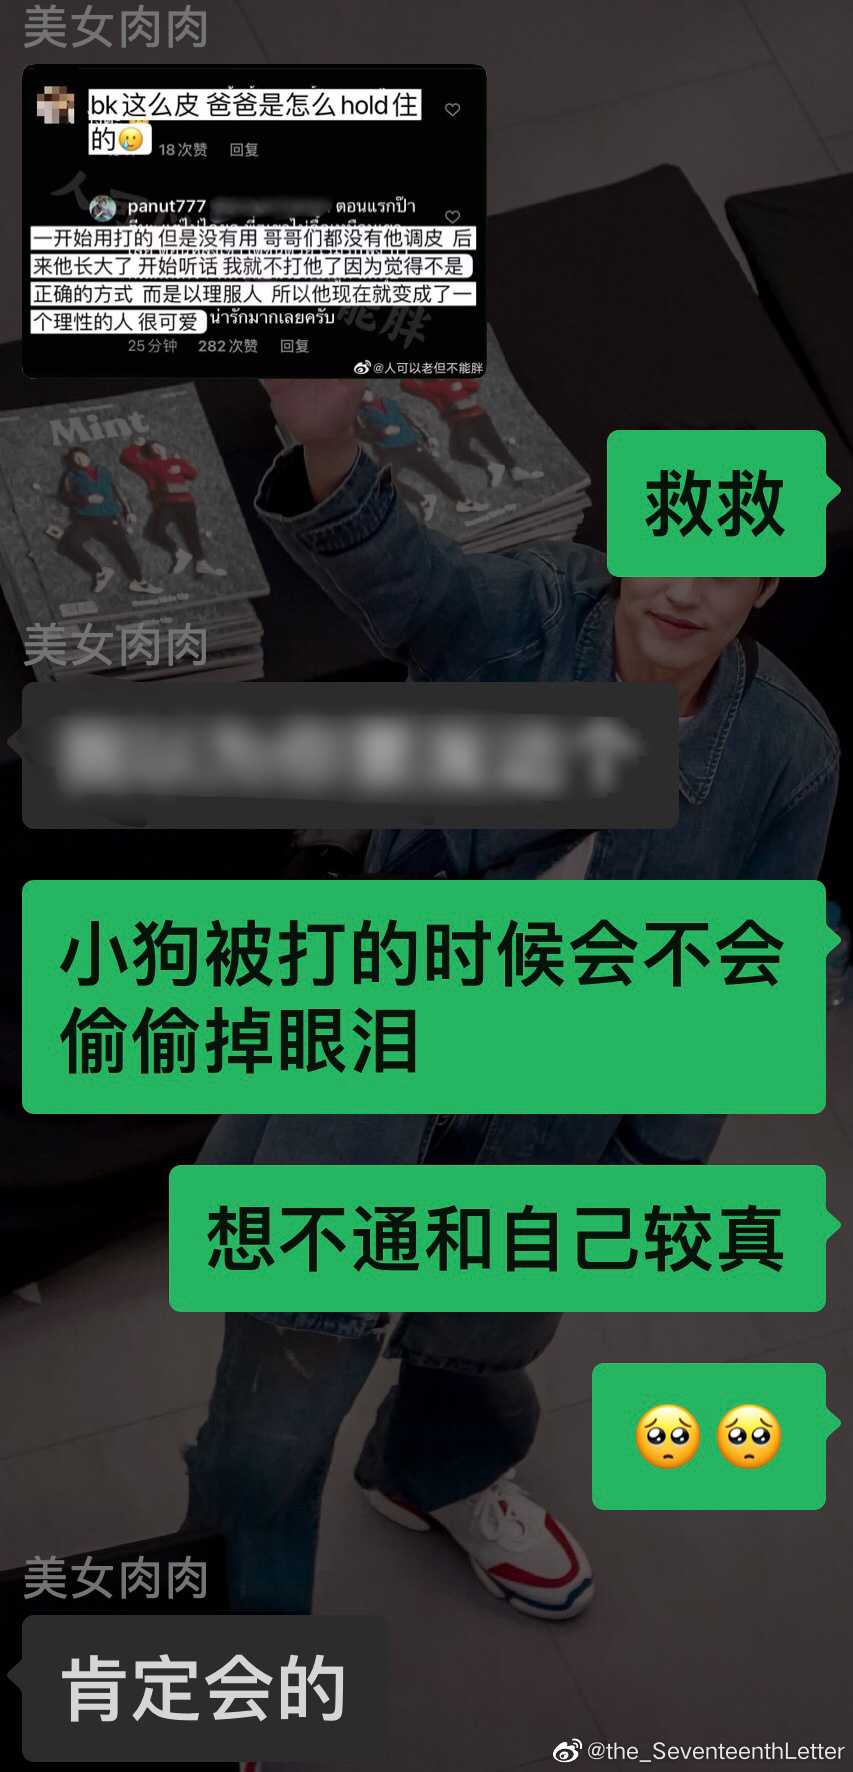 美女肉肉
bk这么皮 爸爸是怎么hold住
的🥲
18次赞 回复
panut777 ตอนแรกป๊า
一开始用打的 但是没有用 哥哥们都没有他调皮 后
来他长大了 开始听话 我就不打他了因为觉得不是
正确的方式 而是以理服人 所以他现在就变成了一
个理性的人 很可爱 น่ารักมากเลยครับ
25分钟 282次赞 回复
@人可以老但不能胖
Mint
救救
美女肉肉
小狗被打的时候会不会
偷偷掉眼泪
想不通和自己较真
🥺🥺
美女肉肉
肯定会的
@the_SeventeenthLetter